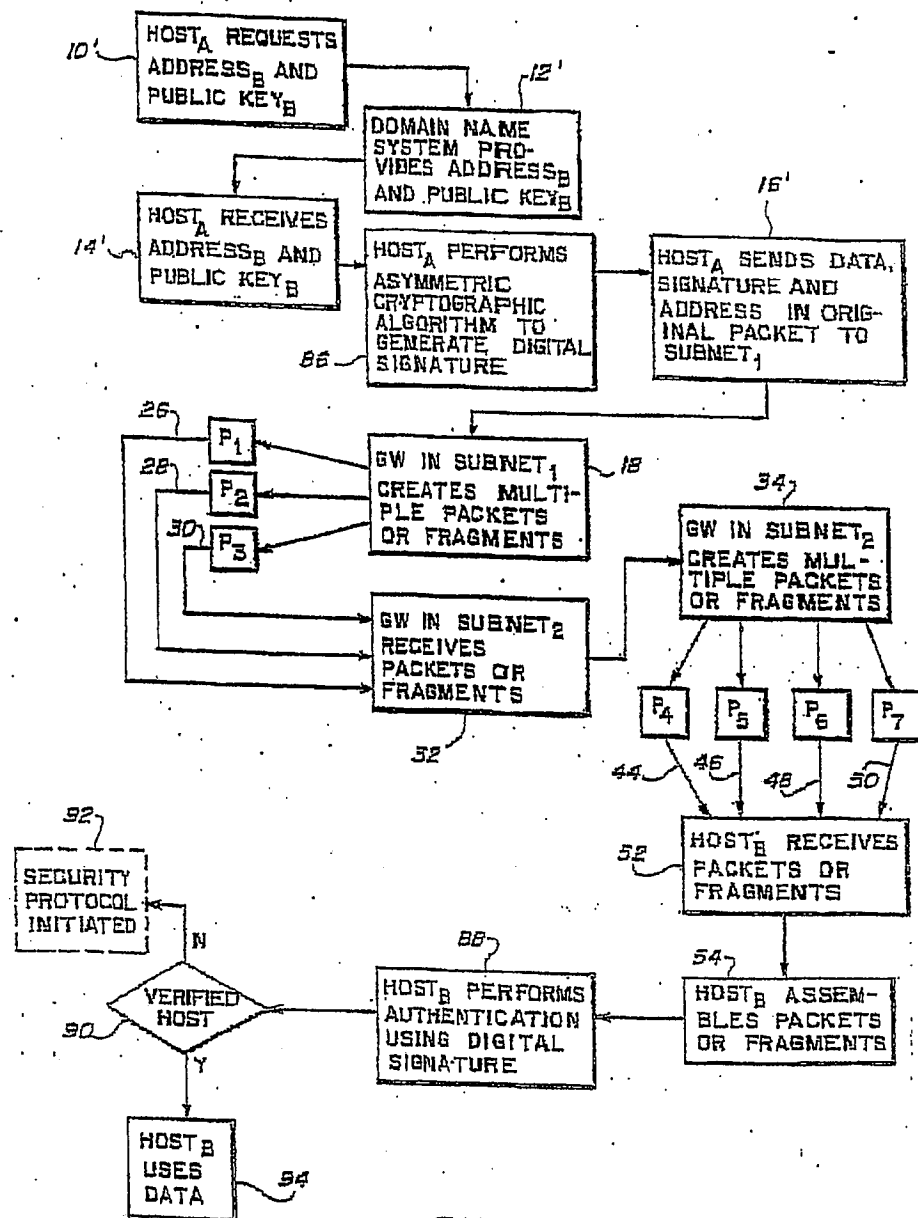 10'
HOST_A REQUESTS
ADDRESS_B AND
PUBLIC KEY_B
12'
DOMAIN NAME
SYSTEM PRO-
VIDES ADDRESS_B
AND PUBLIC KEY_B
14'
HOST_A RECEIVES
ADDRESS_B AND
PUBLIC KEY_B
86
HOST_A PERFORMS
ASYMMETRIC
CRYPTOGRAPHIC
ALGORITHM TO
GENERATE DIGITAL
SIGNATURE
16'
HOST_A SENDS DATA,
SIGNATURE AND
ADDRESS IN ORIG-
INAL PACKET TO
SUBNET_1
18
GW IN SUBNET_1
CREATES MULTI-
PLE PACKETS
OR FRAGMENTS
26
P_1
28
P_2
30
P_3
GW IN SUBNET_2
RECEIVES
PACKETS OR
FRAGMENTS
32
34
GW IN SUBNET_2
CREATES MUL-
TIPLE PACKETS
OR FRAGMENTS
P_4
P_5
P_6
P_7
44
46
48
50
52
HOST_B RECEIVES
PACKETS OR
FRAGMENTS
54
HOST_B ASSEM-
BLES PACKETS
OR FRAGMENTS
88
HOST_B PERFORMS
AUTHENTICATION
USING DIGITAL
SIGNATURE
90
VERIFIED
HOST
N
92
SECURITY
PROTOCOL
INITIATED
Y
HOST_B
USES
DATA
94